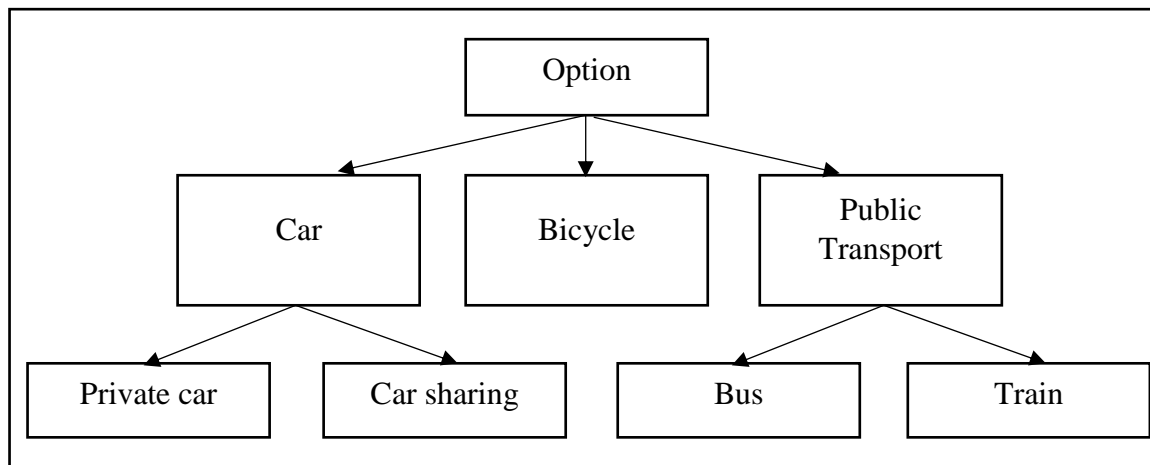 Option
Car
Bicycle
Public
Transport
Private car
Car sharing
Bus
Train